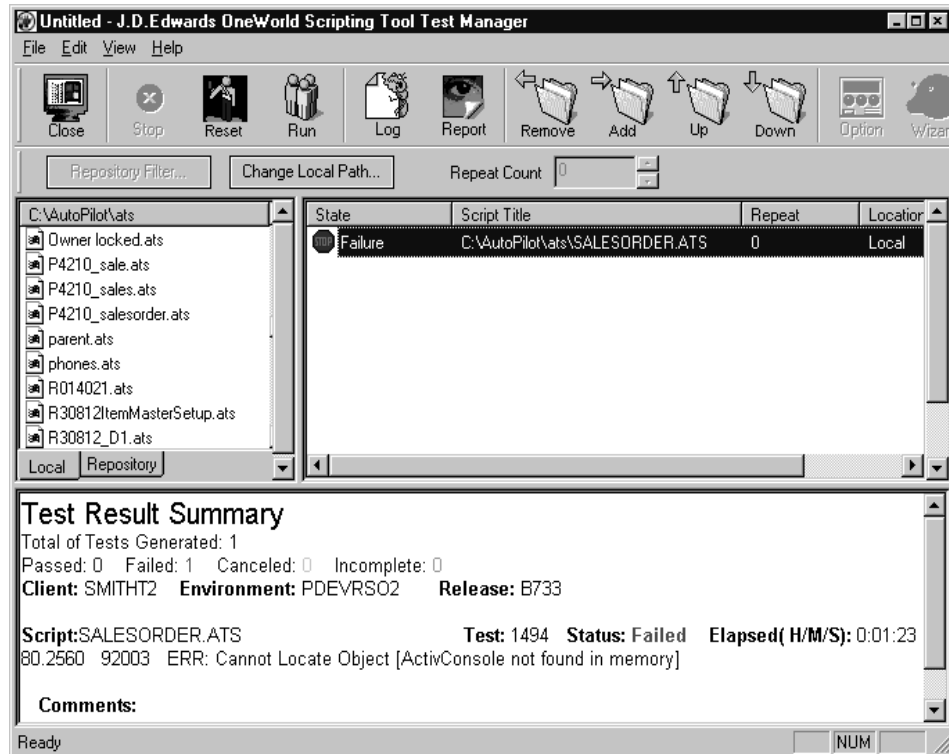 Untitled - J.D.Edwards OneWorld Scripting Tool Test Manager
File Edit View Help
Close Stop Reset Run Log Report Remove Add Up Down Option Wizar
Repository Filter... Change Local Path... Repeat Count 0
C:\AutoPilot\ats
Owner locked.ats
P4210_sale.ats
P4210_sales.ats
P4210_salesorder.ats
parent.ats
phones.ats
R014021.ats
R30812ItemMasterSetup.ats
R30812_D1.ats
Local Repository
State Script Title Repeat Location
STOP Failure C:\AutoPilot\ats\SALESORDER.ATS 0 Local
Test Result Summary
Total of Tests Generated: 1
Passed: 0 Failed: 1 Canceled: 0 Incomplete: 0
Client: SMITHT2 Environment: PDEVRSO2 Release: B733
Script:SALESORDER.ATS Test: 1494 Status: Failed Elapsed( H/M/S): 0:01:23
80.2560 92003 ERR: Cannot Locate Object [ActivConsole not found in memory]
Comments:
Ready NUM